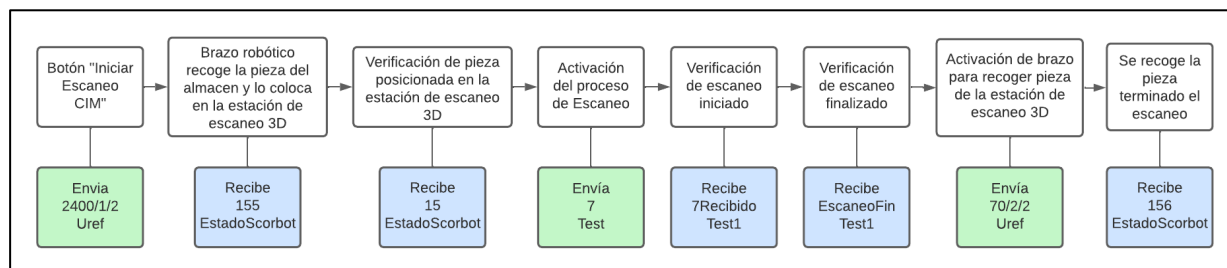 Botón "Iniciar
Escaneo
CIM"
Brazo robótico
recoge la pieza del
almacen y lo coloca
en la estación de
escaneo 3D
Verificación de pieza
posicionada en la
estación de escaneo
3D
Activación
del proceso
de Escaneo
Verificación
de escaneo
iniciado
Verificación
de escaneo
finalizado
Activación de brazo
para recoger pieza
de la estación de
escaneo 3D
Se recoge la
pieza
terminado el
escaneo
Envia
2400/1/2
Uref
Recibe
155
EstadoScorbot
Recibe
15
EstadoScorbot
Envía
7
Test
Recibe
7Recibido
Test1
Recibe
EscaneoFin
Test1
Envía
70/2/2
Uref
Recibe
156
EstadoScorbot